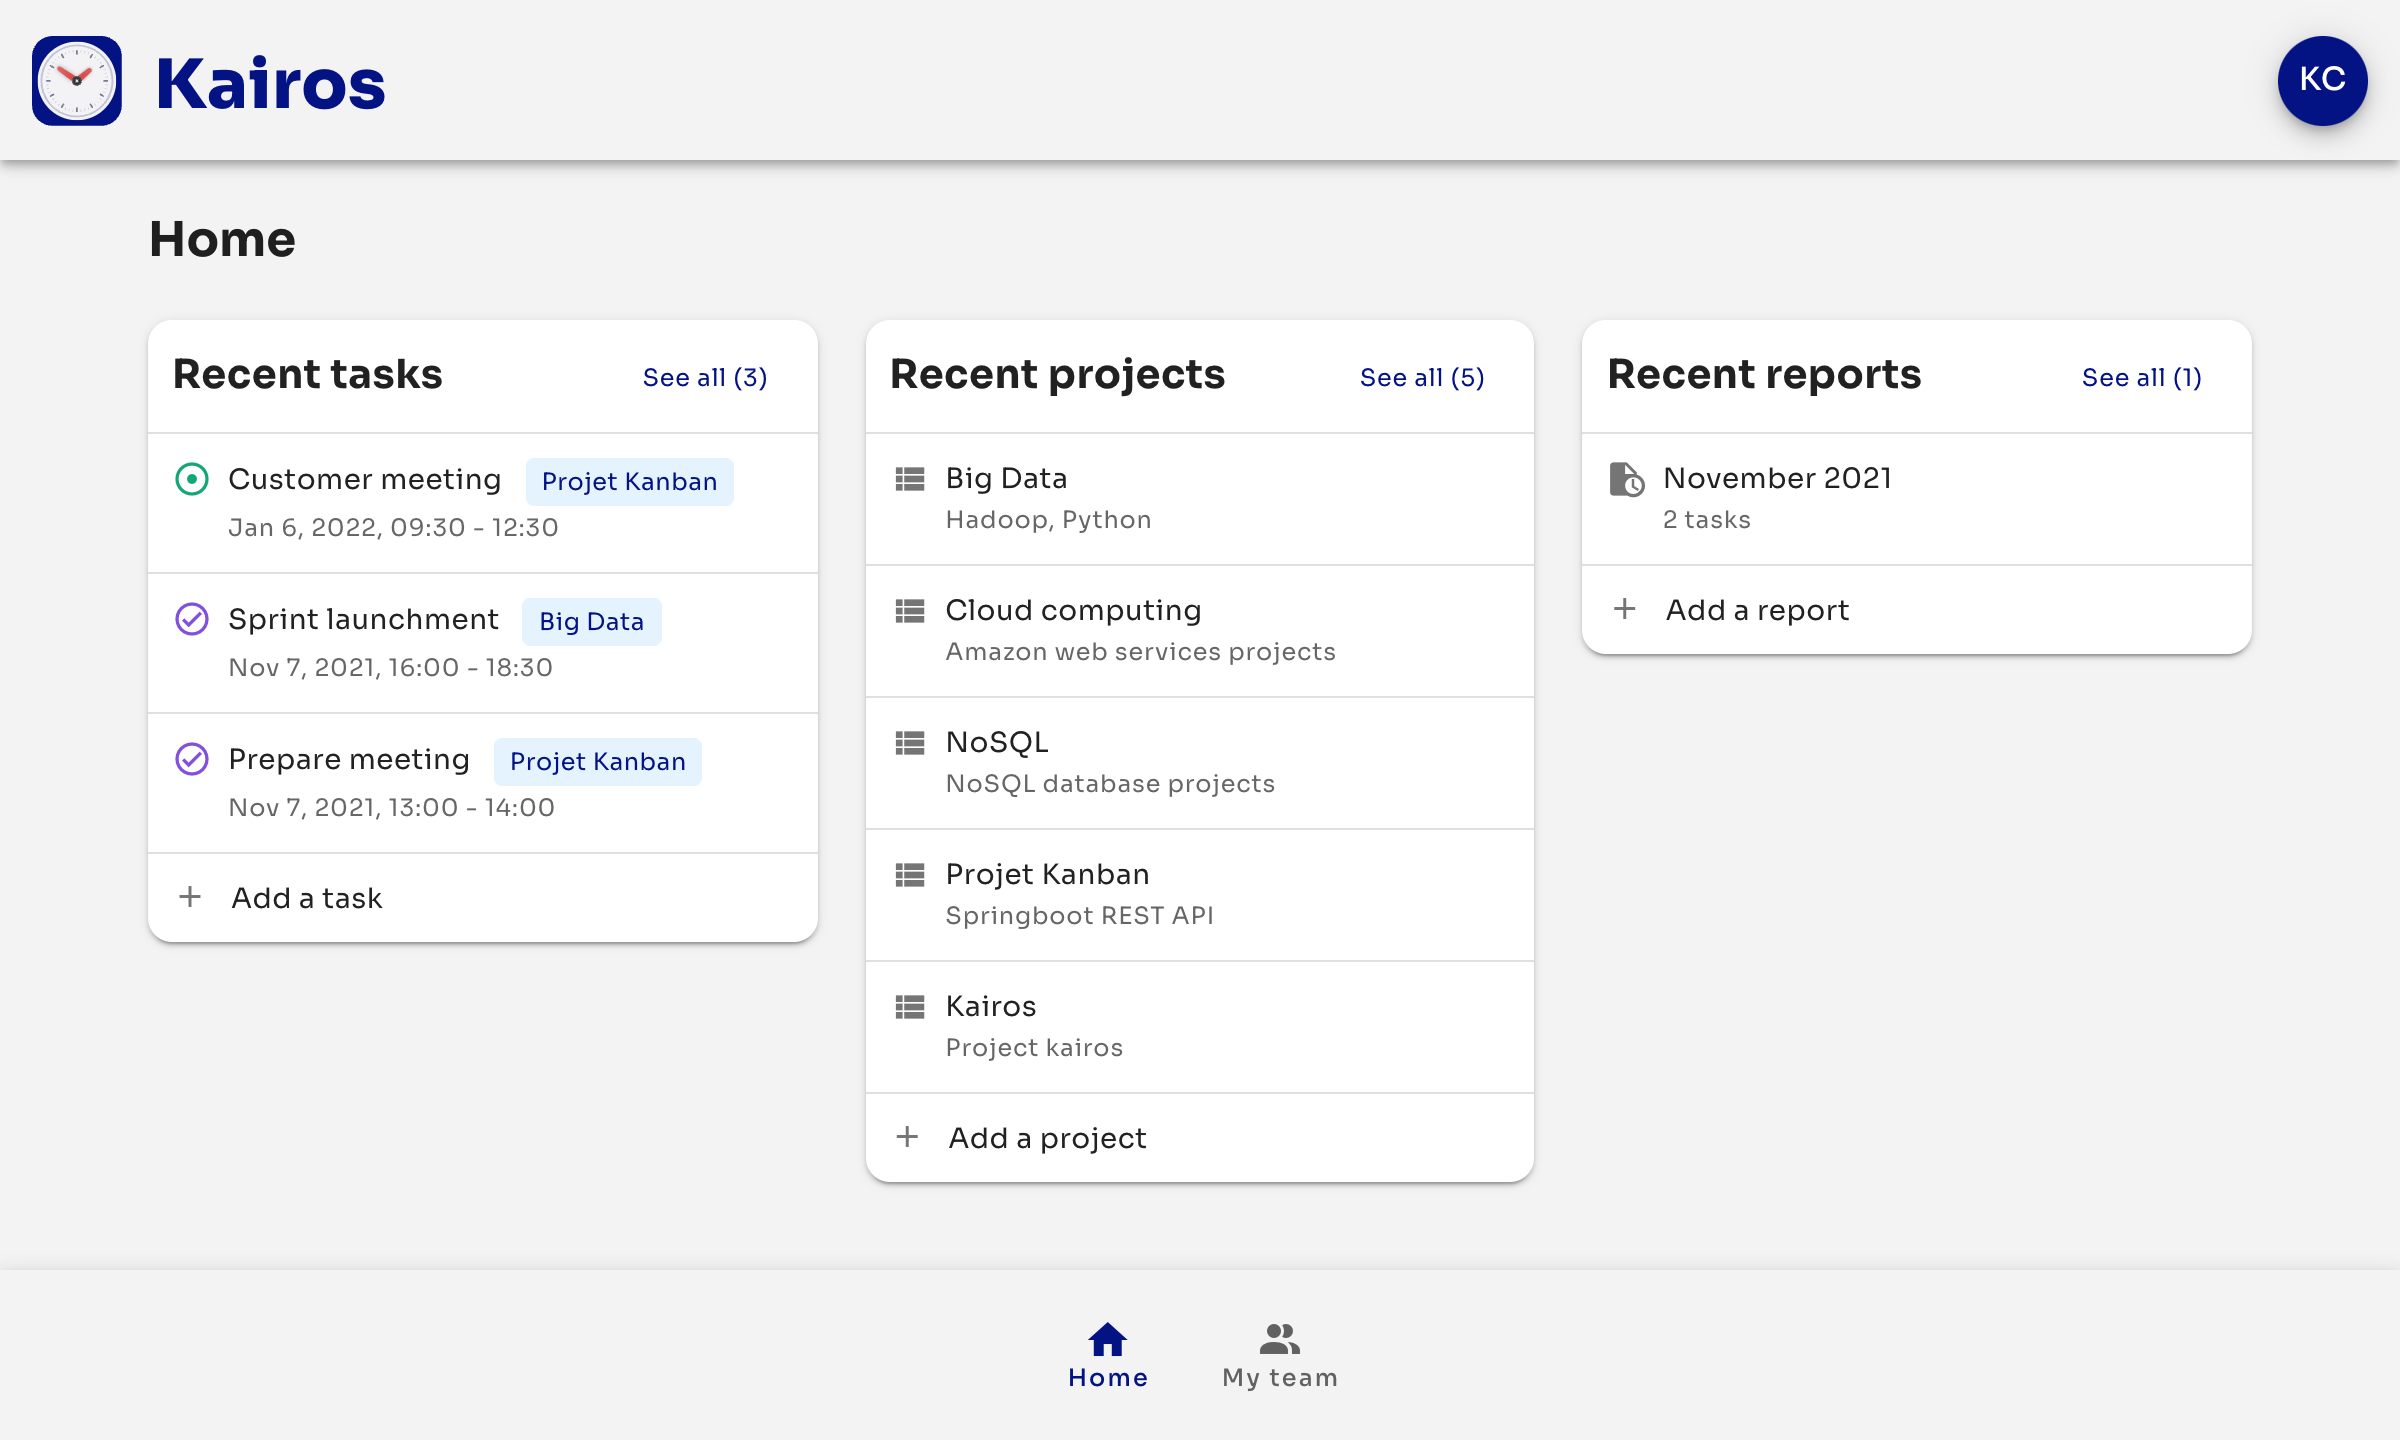 Kairos
KC
Home
Recent tasks
See all (3)
Customer meeting
Projet Kanban
Jan 6, 2022, 09:30 - 12:30
Sprint launchment
Big Data
Nov 7, 2021, 16:00 - 18:30
Prepare meeting
Projet Kanban
Nov 7, 2021, 13:00 - 14:00
+ Add a task
Recent projects
See all (5)
Big Data
Hadoop, Python
Cloud computing
Amazon web services projects
NoSQL
NoSQL database projects
Projet Kanban
Springboot REST API
Kairos
Project kairos
+ Add a project
Recent reports
See all (1)
November 2021
2 tasks
+ Add a report
Home
My team